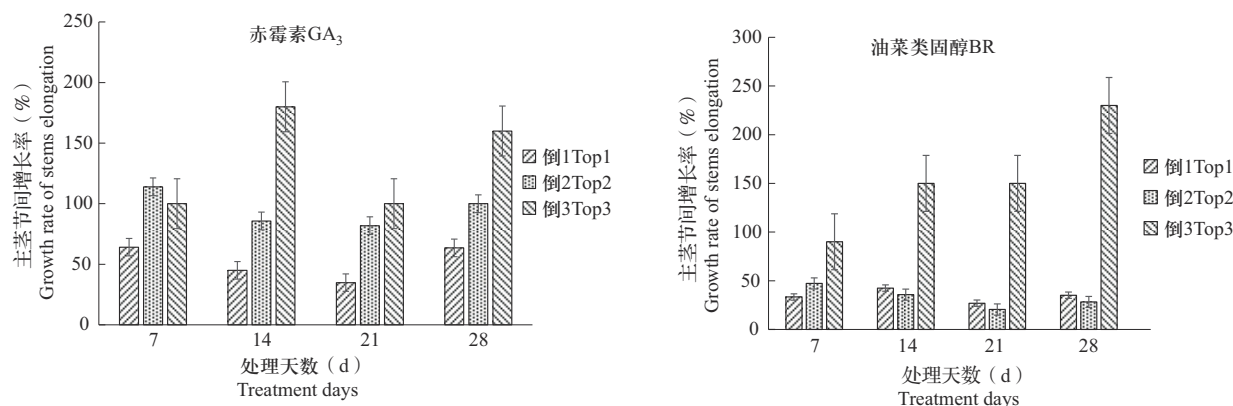 赤霉素GA₃
主茎节间增长率（%）
Growth rate of stems elongation
250
200
150
100
50
0
7 14 21 28
处理天数（d）
Treatment days
倒1Top1
倒2Top2
倒3Top3
油菜类固醇BR
主茎节间增长率（%）
Growth rate of stems elongation
300
250
200
150
100
50
0
7 14 21 28
处理天数（d）
Treatment days
倒1Top1
倒2Top2
倒3Top3